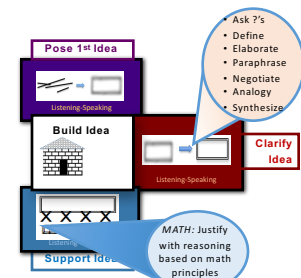 Pose 1st Idea
Listening-Speaking
• Ask ?’s
• Define
• Elaborate
• Paraphrase
• Negotiate
• Analogy
• Synthesize
Build Idea
Listening-Speaking
Clarify
Idea
X X X X
Listening
Support Idea
MATH: Justify
with reasoning
based on math
principles